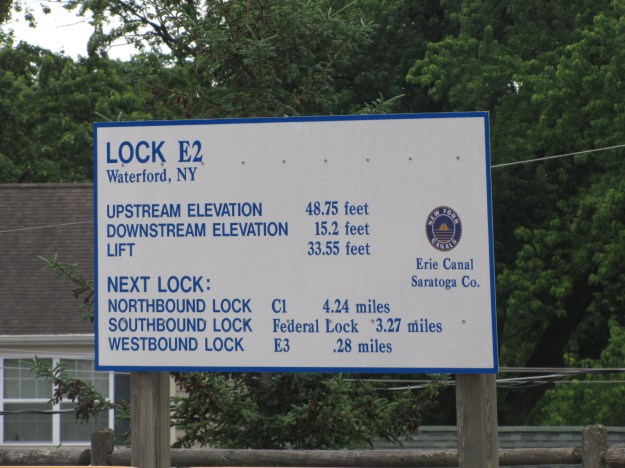 LOCK E2
Waterford, NY
UPSTREAM ELEVATION 48.75 feet
DOWNSTREAM ELEVATION 15.2 feet
LIFT 33.55 feet
NEW YORK
CANALS
Erie Canal
Saratoga Co.
NEXT LOCK:
NORTHBOUND LOCK C1 4.24 miles
SOUTHBOUND LOCK Federal Lock 3.27 miles
WESTBOUND LOCK E3 .28 miles